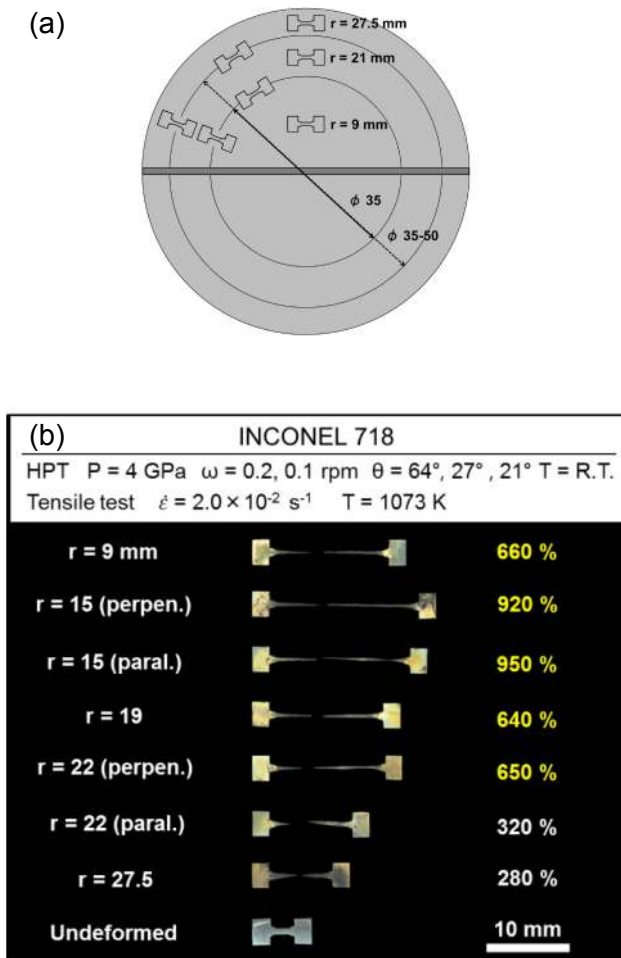 (a)
r = 27.5 mm
r = 21 mm
r = 9 mm
ϕ 35
ϕ 35-50
(b)
INCONEL 718
HPT P = 4 GPa ω = 0.2, 0.1 rpm θ = 64°, 27° , 21° T = R.T.
Tensile test ε̇ = 2.0 × 10⁻² s⁻¹ T = 1073 K
r = 9 mm 660 %
r = 15 (perpen.) 920 %
r = 15 (paral.) 950 %
r = 19 640 %
r = 22 (perpen.) 650 %
r = 22 (paral.) 320 %
r = 27.5 280 %
Undeformed 10 mm